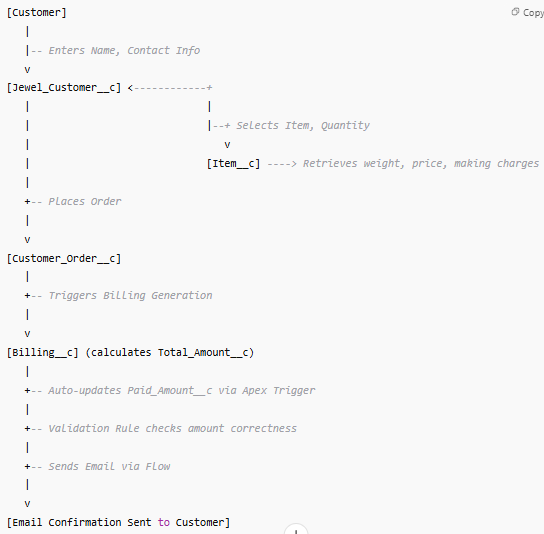 [Customer]
Copy
|
|-- Enters Name, Contact Info
v
[Jewel_Customer__c] <------------+
| |
| |--+ Selects Item, Quantity
| v
| [Item__c] ----> Retrieves weight, price, making charges
|
+-- Places Order
|
v
[Customer_Order__c]
|
+-- Triggers Billing Generation
|
v
[Billing__c] (calculates Total_Amount__c)
|
+-- Auto-updates Paid_Amount__c via Apex Trigger
|
+-- Validation Rule checks amount correctness
|
+-- Sends Email via Flow
|
v
[Email Confirmation Sent to Customer]